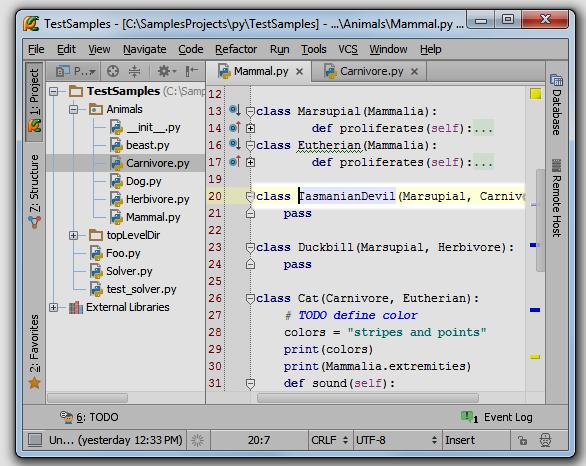 TestSamples - [C:\SamplesProjects\py\TestSamples] - ...\Animals\Mammal.py ...
File Edit View Navigate Code Refactor Run Tools VCS Window Help
1: Project
7: Structure
2: Favorites
P...
TestSamples (C:\Samp
Animals
__init__.py
beast.py
Carnivore.py
Dog.py
Herbivore.py
Mammal.py
topLevelDir
Foo.py
Solver.py
test_solver.py
External Libraries
Mammal.py Carnivore.py
12
13 class Marsupial(Mammalia):
14 def proliferates(self):...
16 class Eutherian(Mammalia):
17 def proliferates(self):...
19
20 class TasmanianDevil(Marsupial, Carniv
21 pass
22
23 class Duckbill(Marsupial, Herbivore):
24 pass
25
26 class Cat(Carnivore, Eutherian):
27 # TODO define color
28 colors = "stripes and points"
29 print(colors)
30 print(Mammalia.extremities)
31 def sound(self):
Database
Remote Host
6: TODO
1 Event Log
Un... (yesterday 12:33 PM) 20:7 CRLF UTF-8 Insert